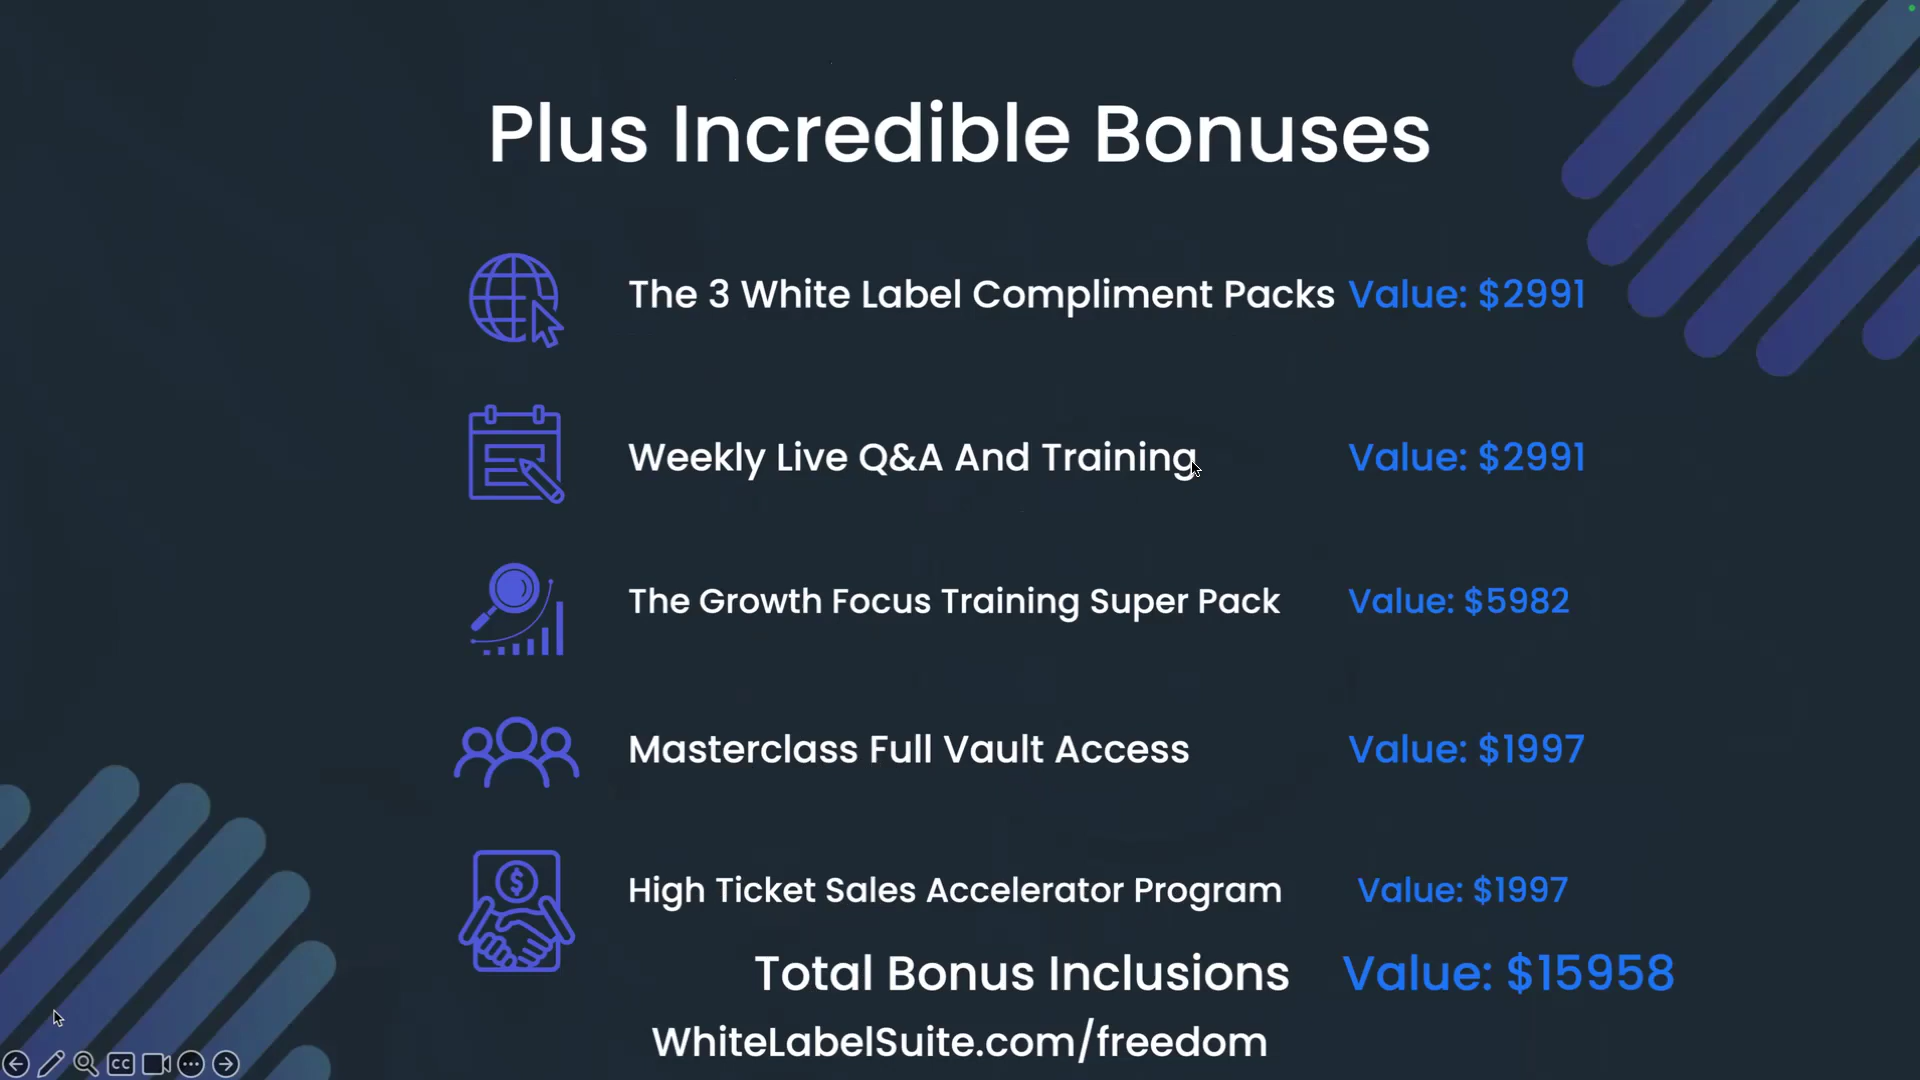 Plus Incredible Bonuses
The 3 White Label Compliment Packs Value: $2991
Weekly Live Q&A And Training Value: $2991
The Growth Focus Training Super Pack Value: $5982
Masterclass Full Vault Access Value: $1997
$
High Ticket Sales Accelerator Program Value: $1997
Total Bonus Inclusions Value: $15958
WhiteLabelSuite.com/freedom
CC